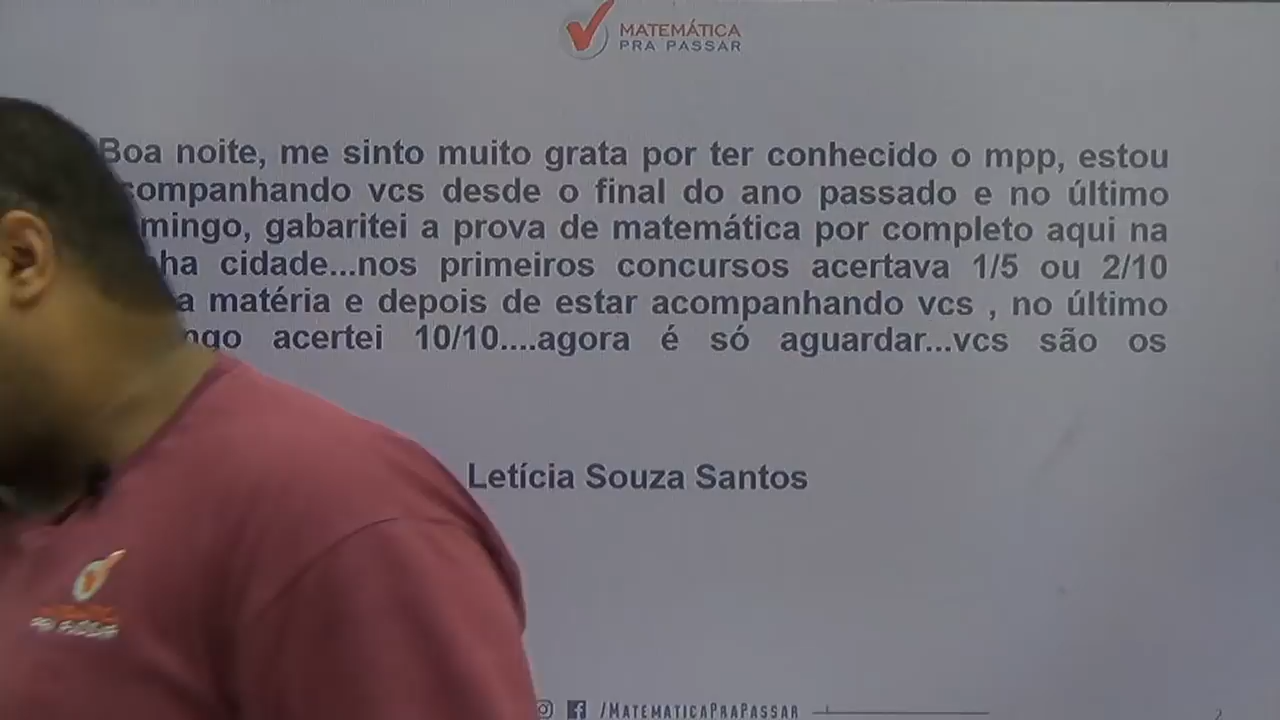 MATEMÁTICA
PRA PASSAR
Boa noite, me sinto muito grata por ter conhecido o mpp, estou
companhando vcs desde o final do ano passado e no último
mingo, gabaritei a prova de matemática por completo aqui na
ha cidade...nos primeiros concursos acertava 1/5 ou 2/10
a matéria e depois de estar acompanhando vcs , no último
ngo acertei 10/10....agora é só aguardar...vcs são os
Letícia Souza Santos
PRA PASSAR
/MATEMATICAPRAPASSAR
2